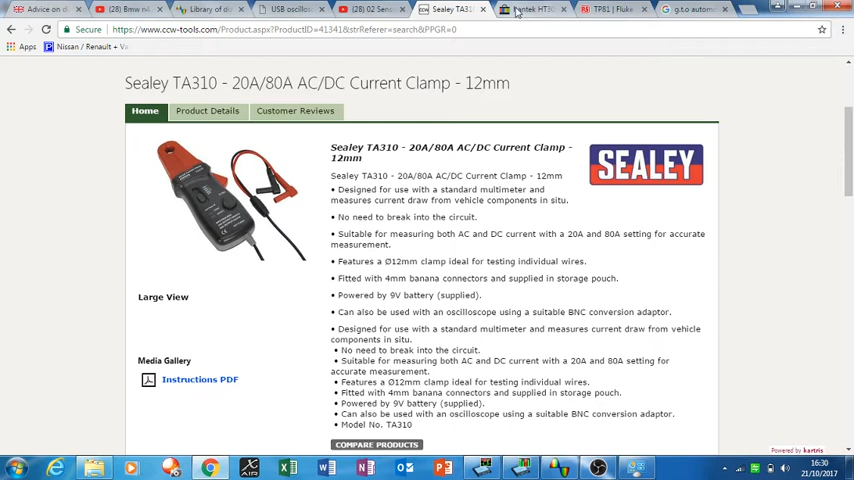 Advice on d
(28) Bmw n4
Library of d
USB oscillos
(28) 02 Sens
Sealey TA31
antek HT30
TP81 | Fluke
g.t.o autom
Secure https://www.ccw-tools.com/Product.aspx?ProductID=41341&strReferer=search&PPGR=0
Apps Nissan / Renault + Va
Sealey TA310 - 20A/80A AC/DC Current Clamp - 12mm
Home Product Details Customer Reviews
Sealey TA310 - 20A/80A AC/DC Current Clamp -
12mm
SEALEY
Sealey TA310 - 20A/80A AC/DC Current Clamp - 12mm
• Designed for use with a standard multimeter and
measures current draw from vehicle components in situ.
• No need to break into the circuit.
• Suitable for measuring both AC and DC current with a 20A and 80A setting for accurate
measurement.
• Features a Ø12mm clamp ideal for testing individual wires.
• Fitted with 4mm banana connectors and supplied in storage pouch.
Large View
• Powered by 9V battery (supplied).
• Can also be used with an oscilloscope using a suitable BNC conversion adaptor.
• Designed for use with a standard multimeter and measures current draw from vehicle
components in situ.
• No need to break into the circuit.
Media Gallery
• Suitable for measuring both AC and DC current with a 20A and 80A setting for
accurate measurement.
Instructions PDF
• Features a Ø12mm clamp ideal for testing individual wires.
• Fitted with 4mm banana connectors and supplied in storage pouch.
• Powered by 9V battery (supplied).
• Can also be used with an oscilloscope using a suitable BNC conversion adaptor.
• Model No. TA310
COMPARE PRODUCTS
Powered by kartris
16:30
21/10/2017